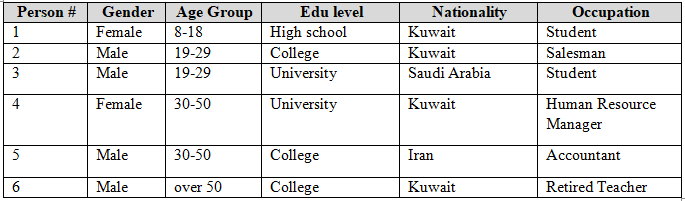 Person # Gender Age Group Edu level Nationality Occupation
1 Female 8-18 High school Kuwait Student
2 Male 19-29 College Kuwait Salesman
3 Male 19-29 University Saudi Arabia Student
4 Female 30-50 University Kuwait Human Resource
Manager
5 Male 30-50 College Iran Accountant
6 Male over 50 College Kuwait Retired Teacher